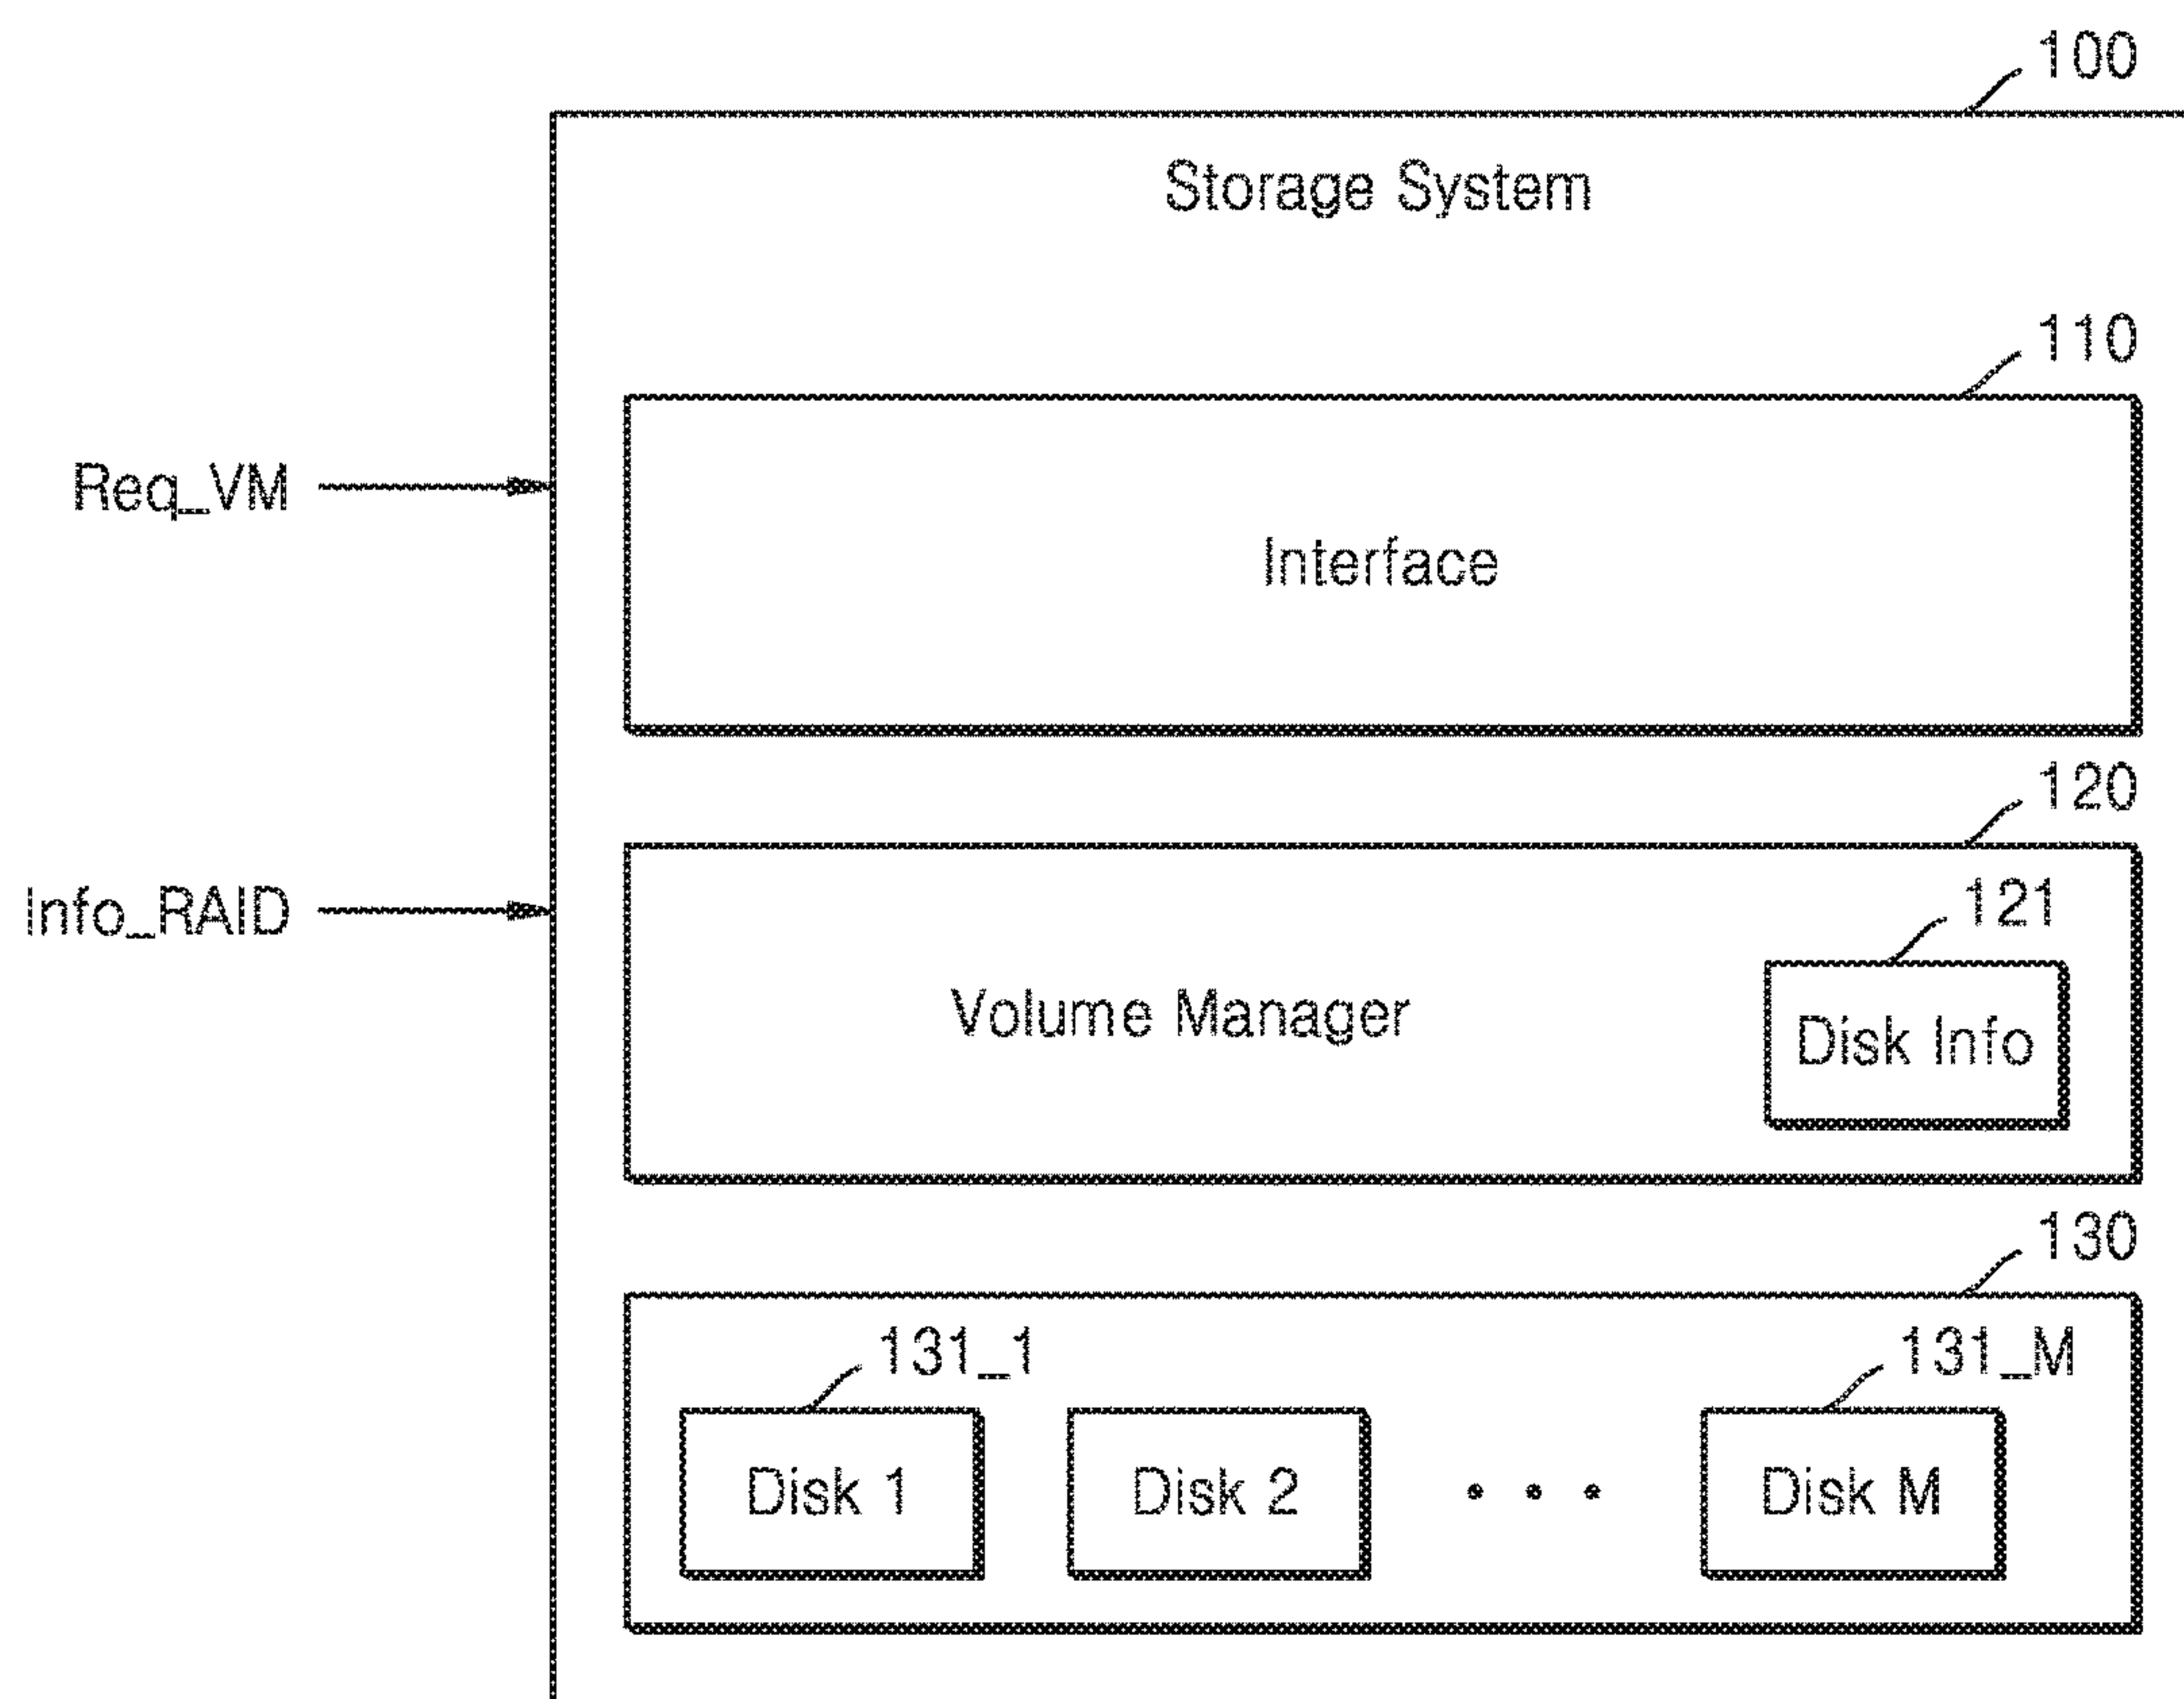 100
Storage System
110
Req_VM
Interface
120
Info_RAID
121
Volume Manager
Disk Info
130
131_1
131_M
Disk 1
Disk 2
• • •
Disk M